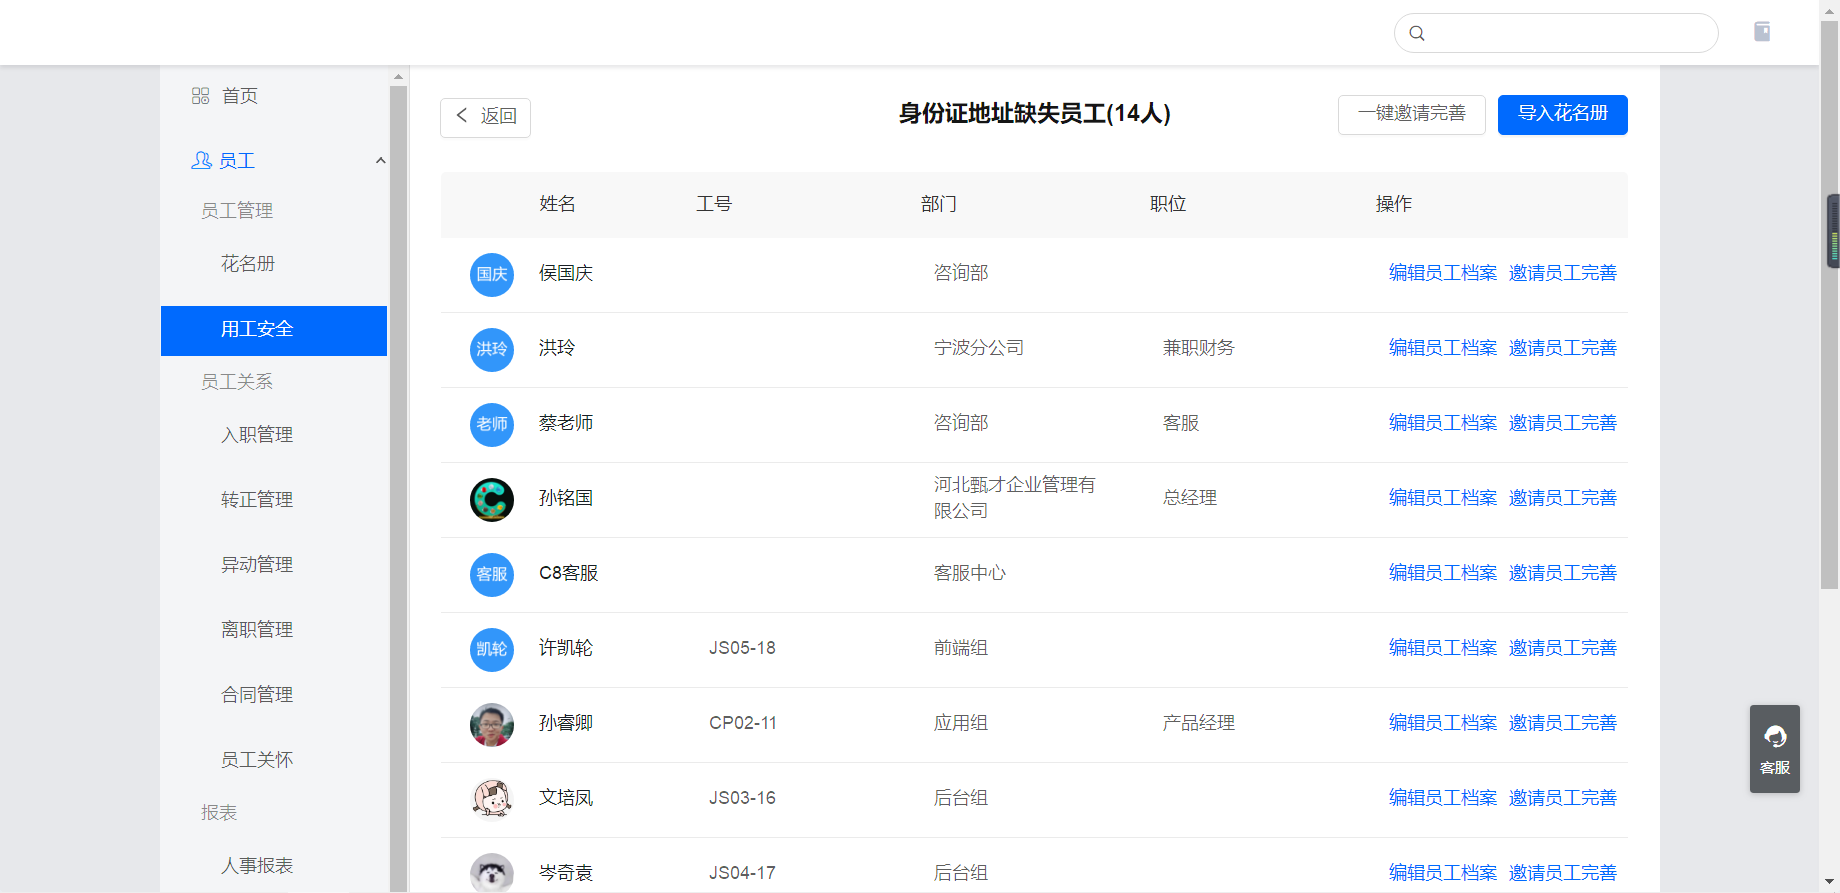 首页
员工
员工管理
花名册
用工安全
员工关系
入职管理
转正管理
异动管理
离职管理
合同管理
员工关怀
报表
人事报表
返回
身份证地址缺失员工(14人)
一键邀请完善
导入花名册
姓名 工号 部门 职位 操作
国庆 侯国庆 咨询部 编辑员工档案 邀请员工完善
洪玲 洪玲 宁波分公司 兼职财务 编辑员工档案 邀请员工完善
老师 蔡老师 咨询部 客服 编辑员工档案 邀请员工完善
孙铭国 河北甄才企业管理有 总经理 编辑员工档案 邀请员工完善
限公司
客服 C8客服 客服中心 编辑员工档案 邀请员工完善
凯轮 许凯轮 JS05-18 前端组 编辑员工档案 邀请员工完善
孙睿卿 CP02-11 应用组 产品经理 编辑员工档案 邀请员工完善
文培凤 JS03-16 后台组 编辑员工档案 邀请员工完善
岑奇袁 JS04-17 后台组 编辑员工档案 邀请员工完善
客服